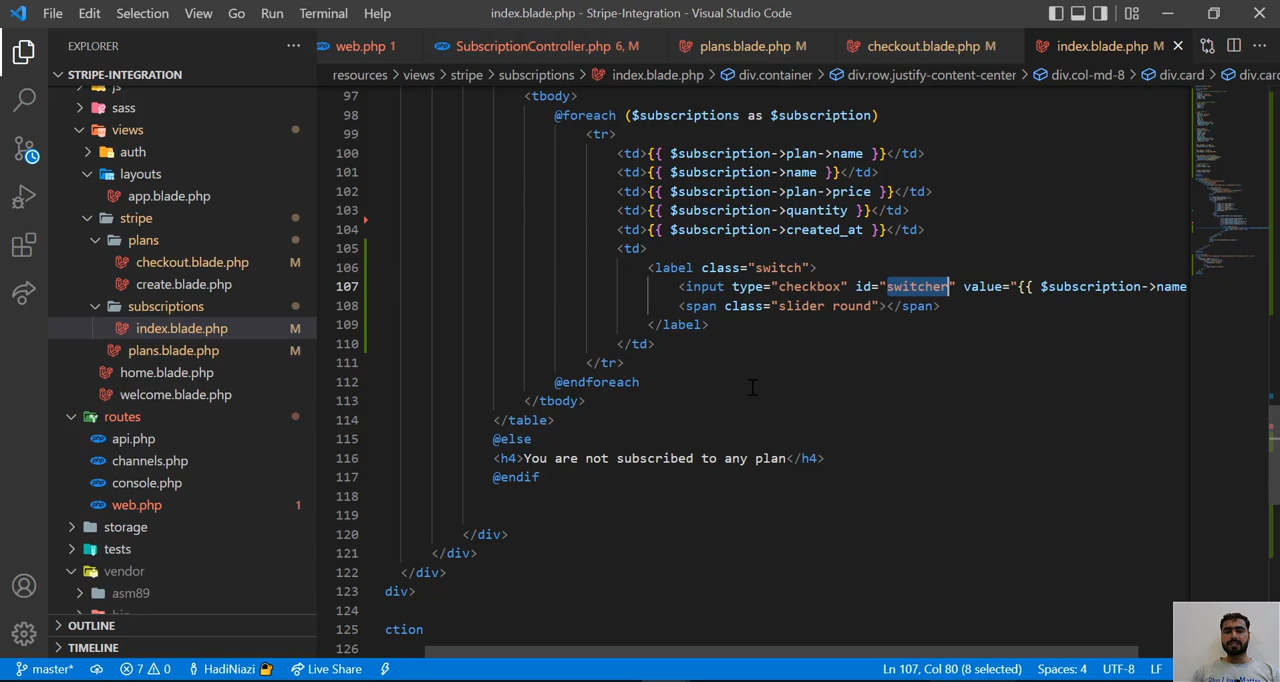 File Edit Selection View Go Run Terminal Help index.blade.php - Stripe-Integration - Visual Studio Code
EXPLORER
web.php 1 SubscriptionController.php 6, M plans.blade.php M checkout.blade.php M index.blade.php M
STRIPE-INTEGRATION
resources > views > stripe > subscriptions > index.blade.php > div.container > div.row.justify-content-center > div.col-md-8 > div.card > div.card
js
sass
views
auth
layouts
app.blade.php
stripe
plans
checkout.blade.php M
create.blade.php
subscriptions
index.blade.php M
plans.blade.php M
home.blade.php
welcome.blade.php
routes
api.php
channels.php
console.php
web.php 1
storage
tests
vendor
asm89
bin
OUTLINE
TIMELINE
97 <tbody>
98 @foreach ($subscriptions as $subscription)
99 <tr>
100 <td>{{ $subscription->plan->name }}</td>
101 <td>{{ $subscription->name }}</td>
102 <td>{{ $subscription->plan->price }}</td>
103 <td>{{ $subscription->quantity }}</td>
104 <td>{{ $subscription->created_at }}</td>
105 <td>
106 <label class="switch">
107 <input type="checkbox" id="switcher" value="{{ $subscription->name
108 <span class="slider round"></span>
109 </label>
110 </td>
111 </tr>
112 @endforeach
113 </tbody>
114 </table>
115 @else
116 <h4>You are not subscribed to any plan</h4>
117 @endif
118
119
120 </div>
121 </div>
122 </div>
123 div>
124
125 ction
126
master* 7 0 HadiNiazi Live Share Ln 107, Col 80 (8 selected) Spaces: 4 UTF-8 LF